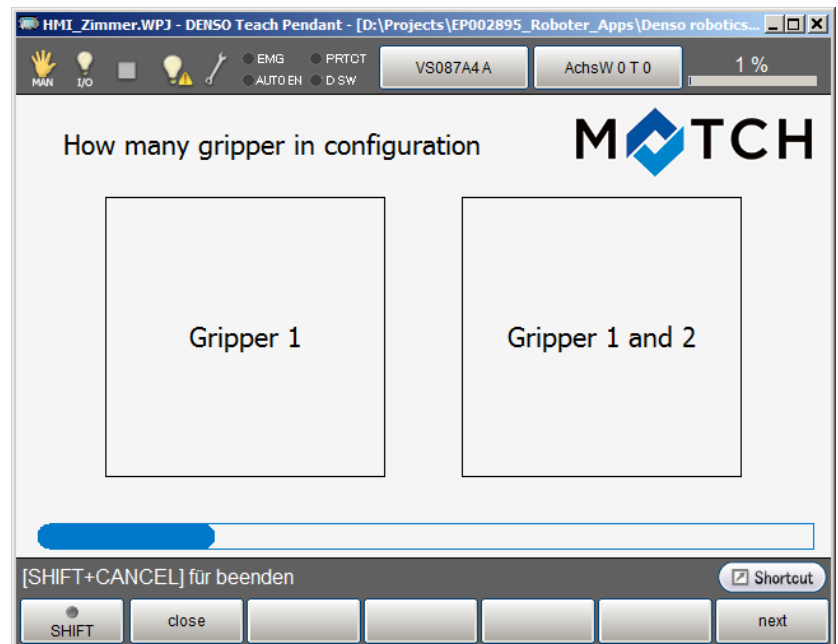 HMI_Zimmer.WPJ - DENSO Teach Pendant - [D:\Projects\EP002895_Roboter_Apps\Denso robotics...
MAN
I/O
EMG
PRTCT
AUTO EN
D SW
VS087A4 A
AchsW 0 T 0
1 %
How many gripper in configuration
MATCH
Gripper 1
Gripper 1 and 2
[SHIFT+CANCEL] für beenden
Shortcut
SHIFT
close
next